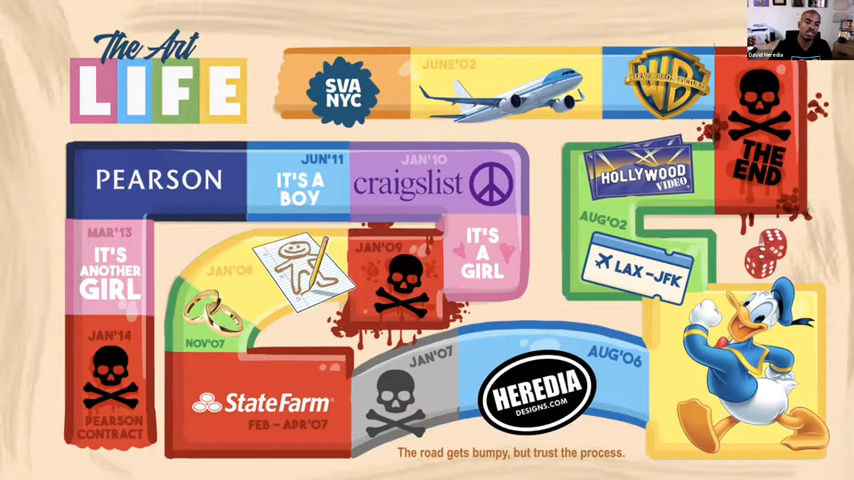 The Art
LIFE
SVA
NYC
JUNE'02
WB
David Heredia
THE
END
HOLLYWOOD
VIDEO
AUG'02
LAX-JFK
AUG'06
HEREDIA
DESIGNS.COM
JAN'07
StateFarm
FEB - APR'07
NOV'07
JAN'08
JAN'09
IT'S
A
GIRL
JAN'10
craigslist
JUN'11
IT'S A
BOY
PEARSON
MAR'13
IT'S
ANOTHER
GIRL
JAN'14
PEARSON
CONTRACT
The road gets bumpy, but trust the process.